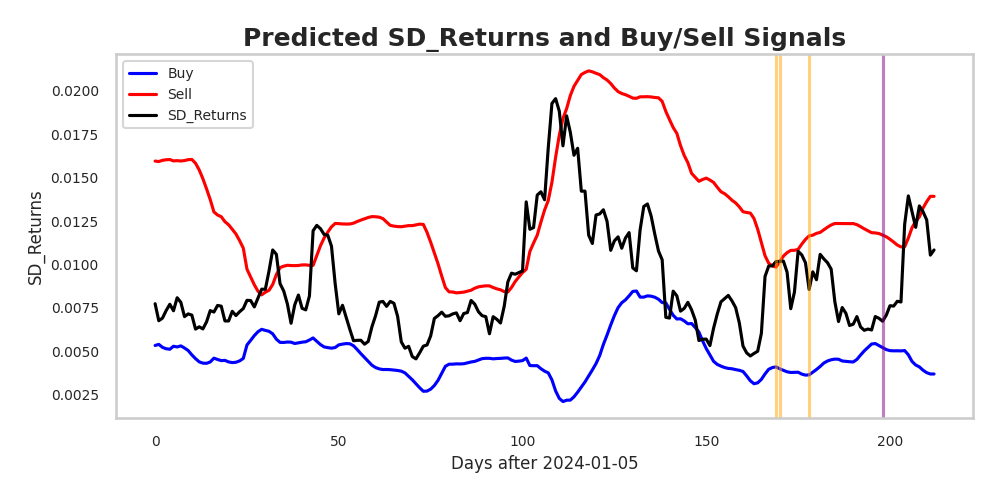 Predicted SD_Returns and Buy/Sell Signals
Buy
Sell
SD_Returns
SD_Returns
0.0200
0.0175
0.0150
0.0125
0.0100
0.0075
0.0050
0.0025
0 50 100 150 200
Days after 2024-01-05